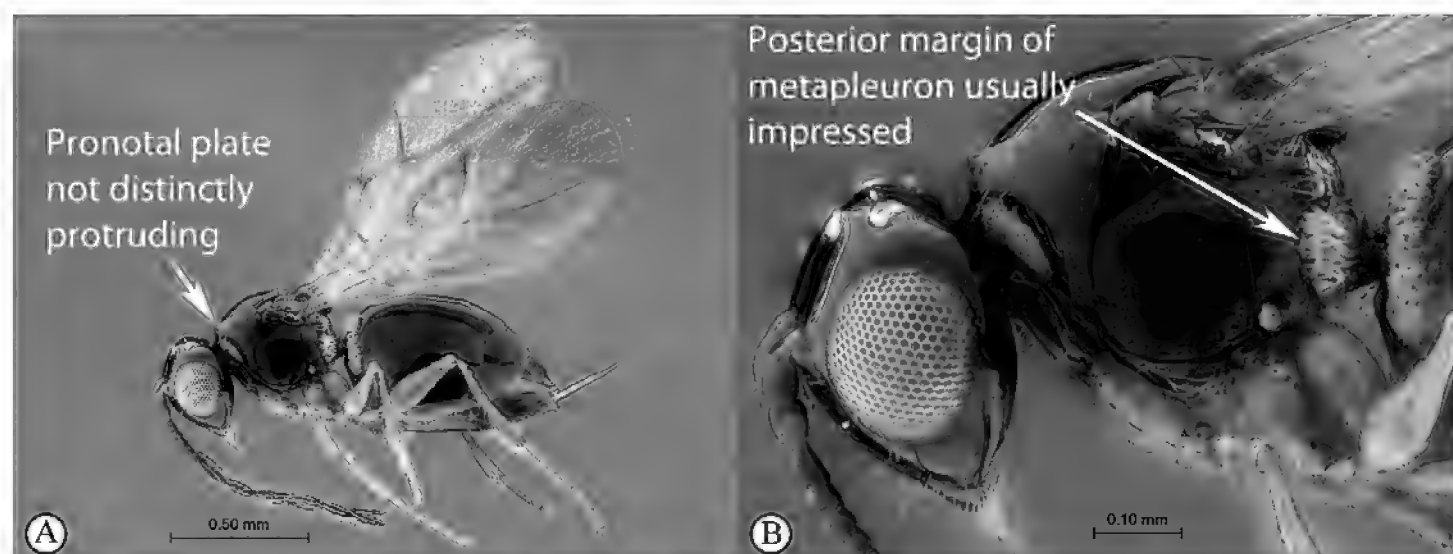 Pronotal plate
not distinctly
protruding
A
0.50 mm
Posterior margin of
metapleuron usually
impressed
B
0.10 mm